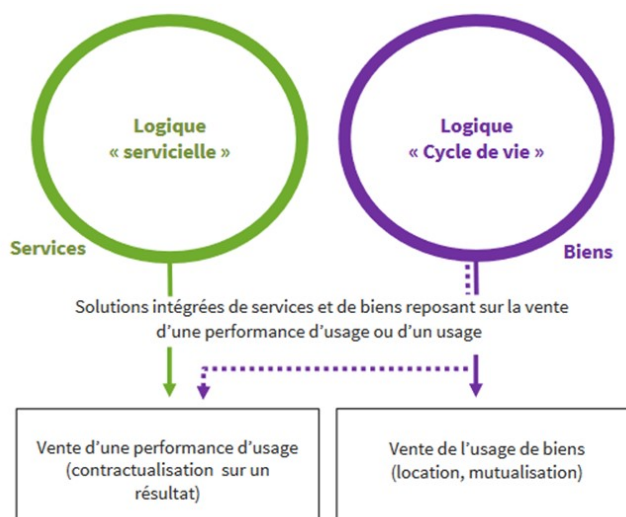 Logique
« servicielle »
Logique
« Cycle de vie »
Services
Biens
Solutions intégrées de services et de biens reposant sur la vente
d’une performance d’usage ou d’un usage
Vente d’une performance d’usage
(contractualisation sur un
résultat)
Vente de l’usage de biens
(location, mutualisation)